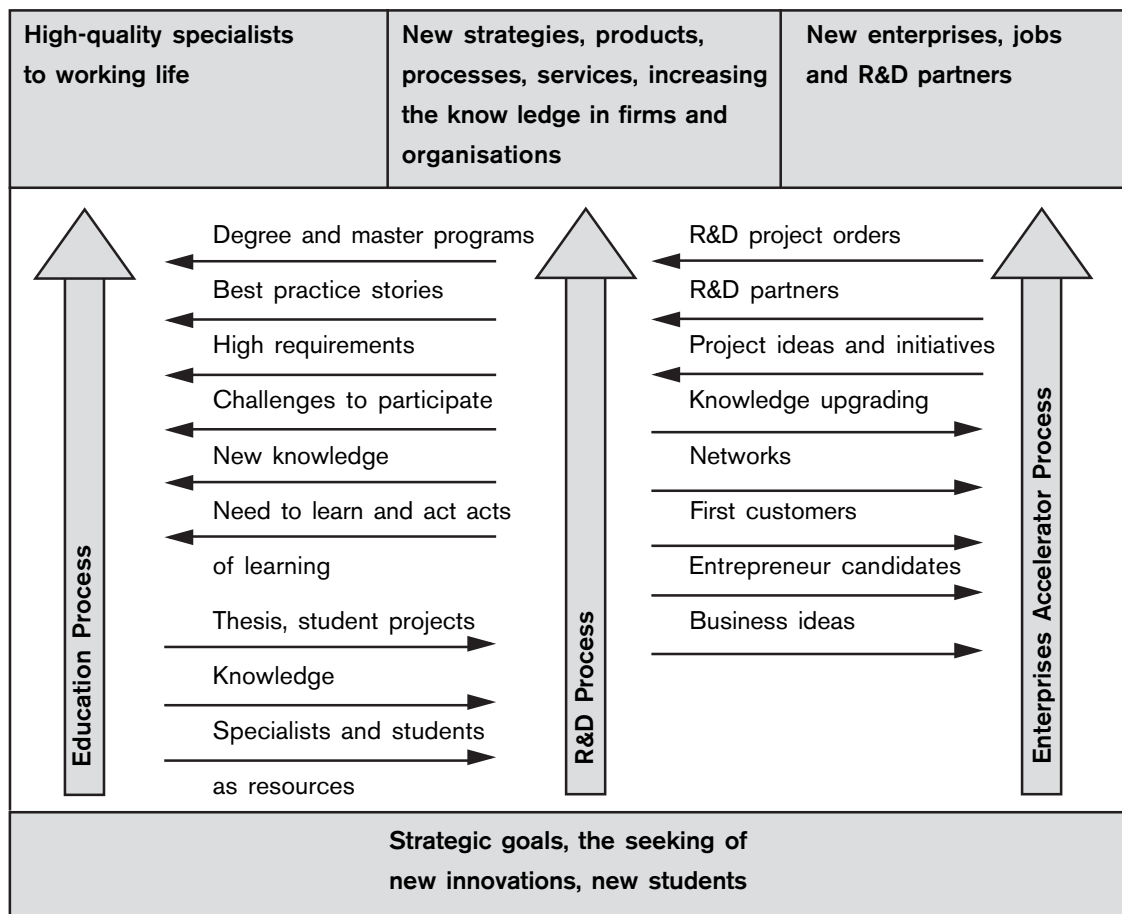 High-quality specialists
to working life
New strategies, products,
processes, services, increasing
the know ledge in firms and
organisations
New enterprises, jobs
and R&D partners
Education Process
Degree and master programs
Best practice stories
High requirements
Challenges to participate
New knowledge
Need to learn and act acts
of learning
Thesis, student projects
Knowledge
Specialists and students
as resources
R&D Process
R&D project orders
R&D partners
Project ideas and initiatives
Knowledge upgrading
Networks
First customers
Entrepreneur candidates
Business ideas
Enterprises Accelerator Process
Strategic goals, the seeking of
new innovations, new students